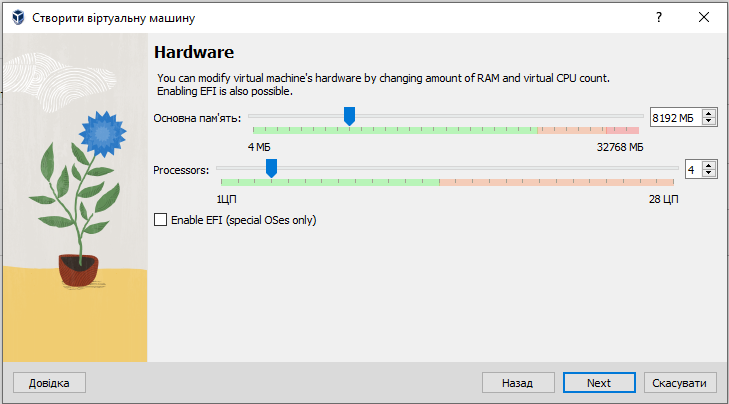 Створити віртуальну машину
Hardware
You can modify virtual machine's hardware by changing amount of RAM and virtual CPU count.
Enabling EFI is also possible.
Основна пам'ять: 8192 МБ
4 МБ 32768 МБ
Processors: 4
1ЦП 28 ЦП
Enable EFI (special OSes only)
Довідка Назад Next Скасувати